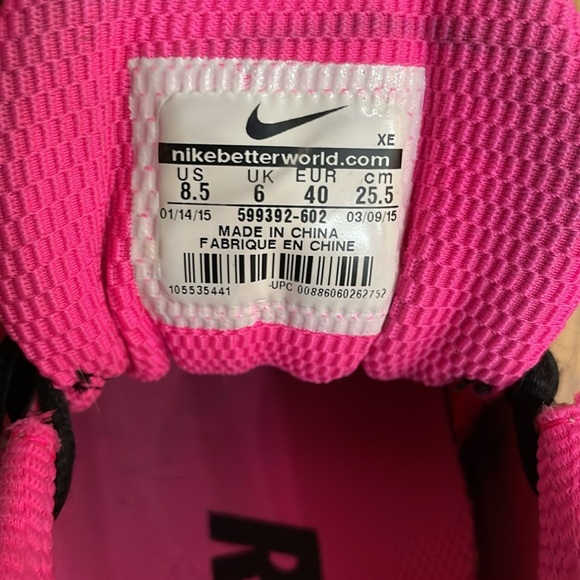 XE
nikebetterworld.com
US UK EUR cm
8.5 6 40 25.5
01/14/15 599392-602 03/09/15
MADE IN CHINA
FABRIQUE EN CHINE
105535441 -UPC 00886060262752
R